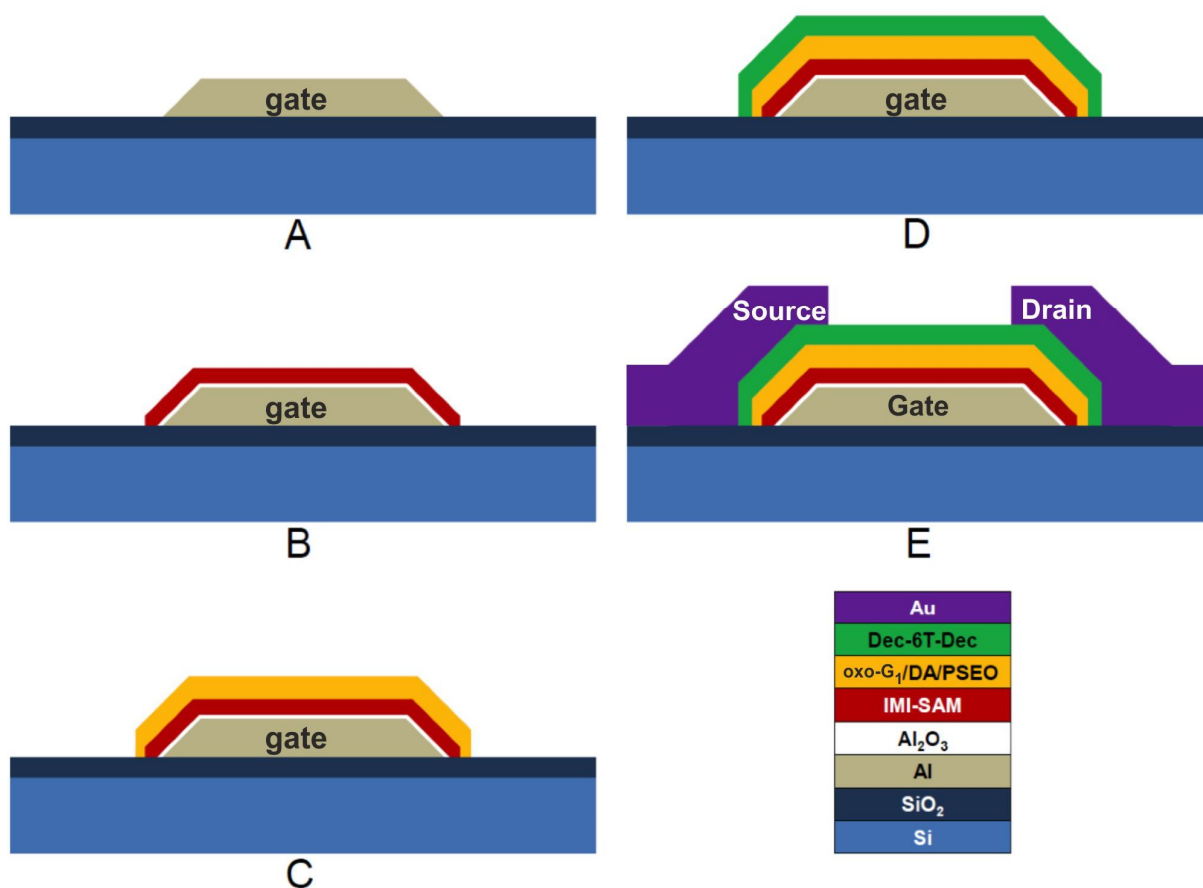 gate
A
gate
B
gate
C
gate
D
Source
Drain
Gate
E
Au
Dec-6T-Dec
oxo-G₁/DA/PSEO
IMI-SAM
Al₂O₃
Al
SiO₂
Si